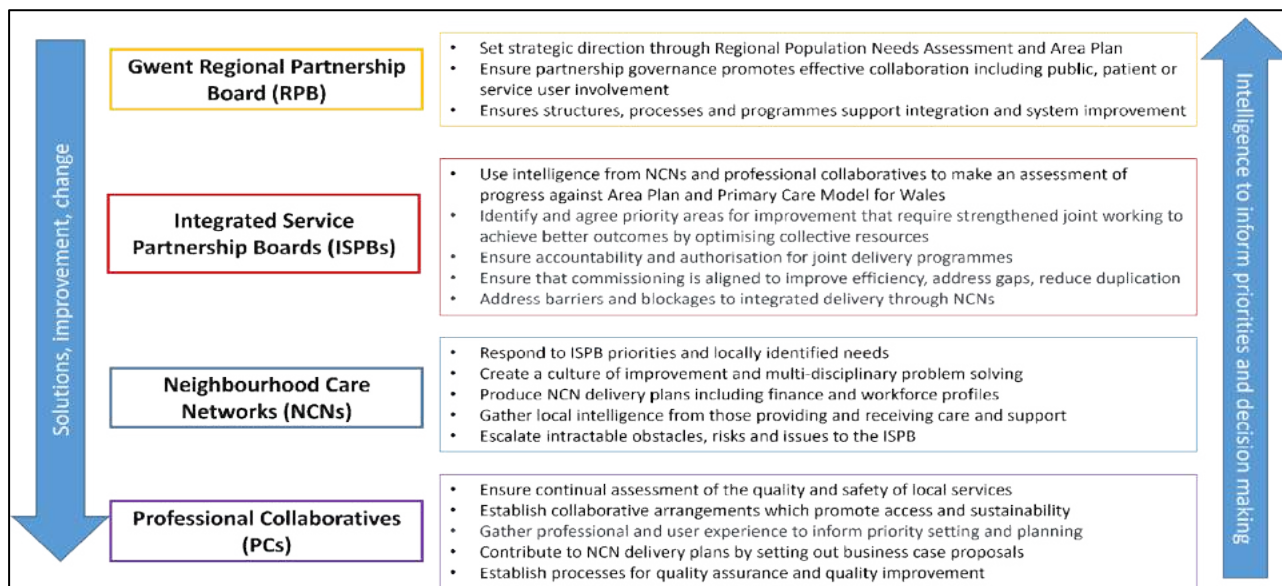 Solutions, improvement, change
Gwent Regional Partnership
Board (RPB)
• Set strategic direction through Regional Population Needs Assessment and Area Plan
• Ensure partnership governance promotes effective collaboration including public, patient or
service user involvement
• Ensures structures, processes and programmes support integration and system improvement
Integrated Service
Partnership Boards (ISPBs)
• Use intelligence from NCNs and professional collaboratives to make an assessment of
progress against Area Plan and Primary Care Model for Wales
• Identify and agree priority areas for improvement that require strengthened joint working to
achieve better outcomes by optimising collective resources
• Ensure accountability and authorisation for joint delivery programmes
• Ensure that commissioning is aligned to improve efficiency, address gaps, reduce duplication
• Address barriers and blockages to integrated delivery through NCNs
Neighbourhood Care
Networks (NCNs)
• Respond to ISPB priorities and locally identified needs
• Create a culture of improvement and multi-disciplinary problem solving
• Produce NCN delivery plans including finance and workforce profiles
• Gather local intelligence from those providing and receiving care and support
• Escalate intractable obstacles, risks and issues to the ISPB
Professional Collaboratives
(PCs)
• Ensure continual assessment of the quality and safety of local services
• Establish collaborative arrangements which promote access and sustainability
• Gather professional and user experience to inform priority setting and planning
• Contribute to NCN delivery plans by setting out business case proposals
• Establish processes for quality assurance and quality improvement
Intelligence to inform priorities and decision making